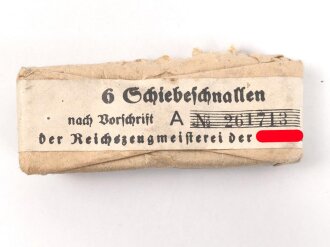 6 Schiebeschnallen
nach Vorschrift A № 261713
der Reichszeugmeisterei der